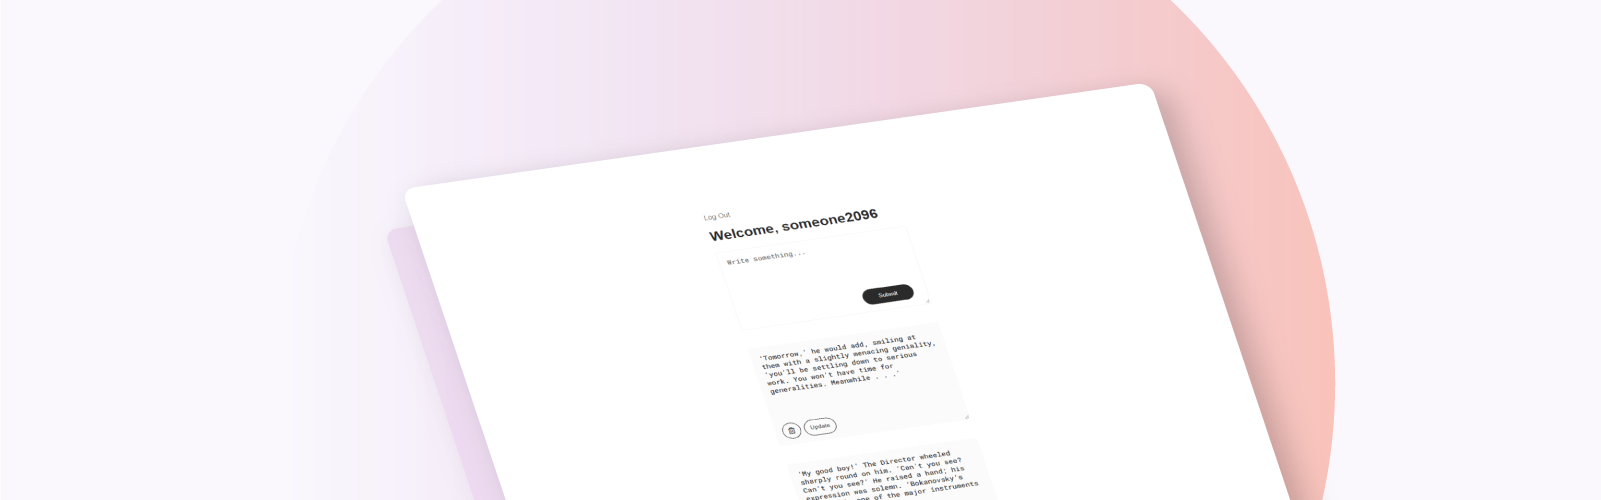 Log Out
Welcome, someone2096
Write something...
Submit
'Tomorrow,' he would add, smiling at
them with a slightly menacing geniality,
'you'll be settling down to serious
work. You won't have time for
generalities. Meanwhile . . .'
Update
'My good boy!' The Director wheeled
sharply round on him. 'Can't you see?
Can't you see?' He raised a hand; his
expression was solemn. 'Bokanovsky's
one of the major instruments